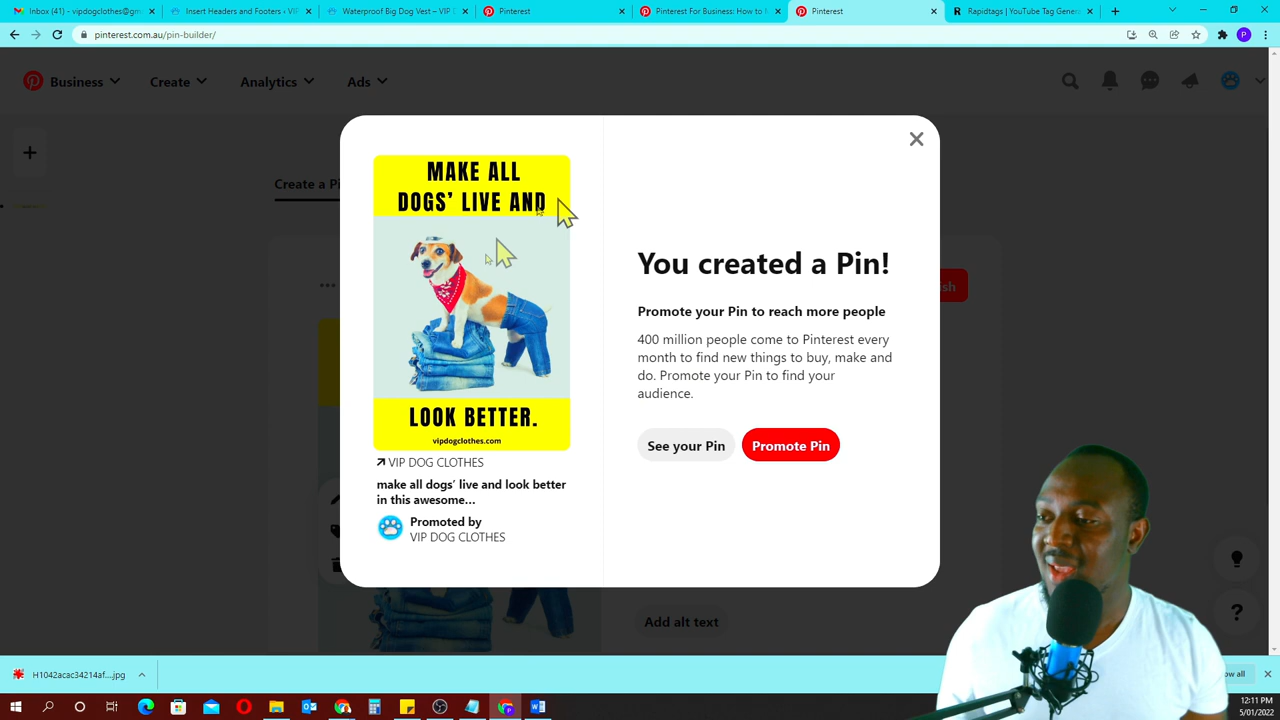 Inbox (41) - vipdogclothes@gm
Insert Headers and Footers ‹ VIP
Waterproof Big Dog Vest – VIP
Pinterest
Pinterest For Business: How to
Pinterest
Rapidtags | YouTube Tag Gener
pinterest.com.au/pin-builder/
Business
Create
Analytics
Ads
Create a Pi
MAKE ALL
DOGS’ LIVE AND
LOOK BETTER.
vipdogclothes.com
VIP DOG CLOTHES
make all dogs’ live and look better
in this awesome...
Promoted by
VIP DOG CLOTHES
You created a Pin!
Promote your Pin to reach more people
400 million people come to Pinterest every
month to find new things to buy, make and
do. Promote your Pin to find your
audience.
See your Pin
Promote Pin
sh
Add alt text
H1042acac34214af....jpg
ow all
12:11 PM
5/01/2022